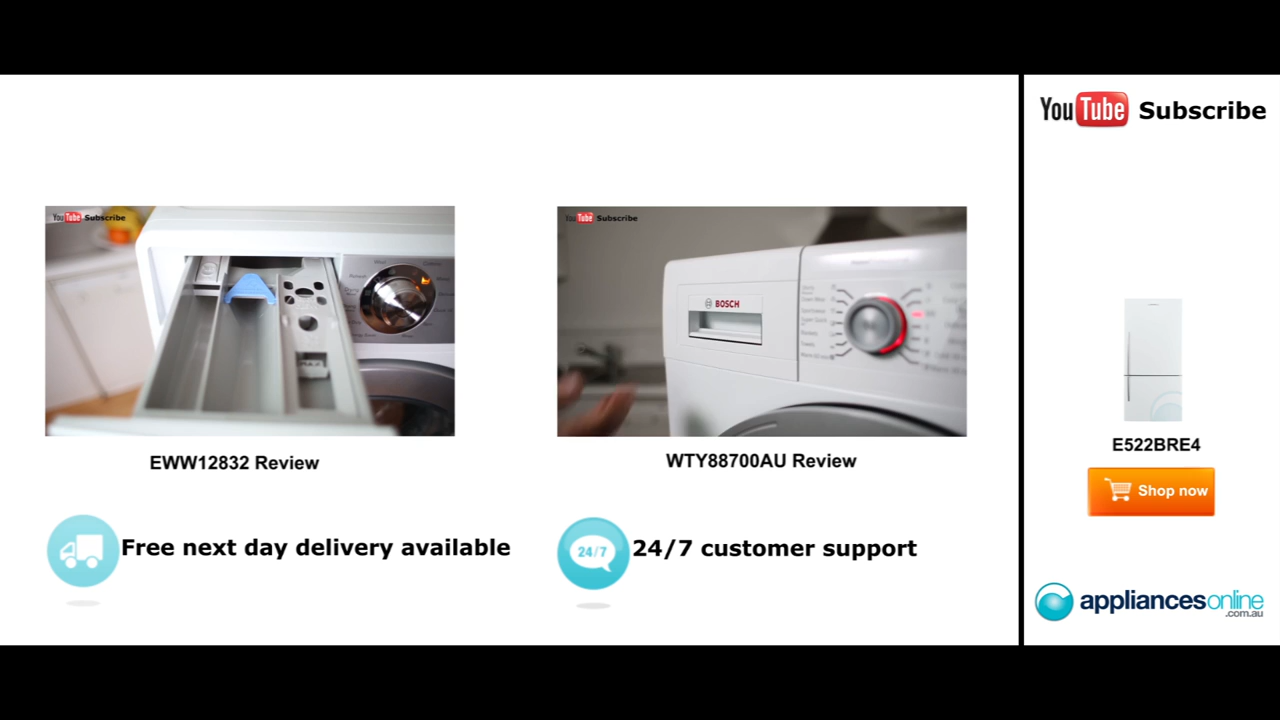 YouTube Subscribe
YouTube Subscribe
YouTube Subscribe
BOSCH
EWW12832 Review
WTY88700AU Review
E522BRE4
Shop now
Free next day delivery available
24/7
24/7 customer support
appliancesonline
.com.au